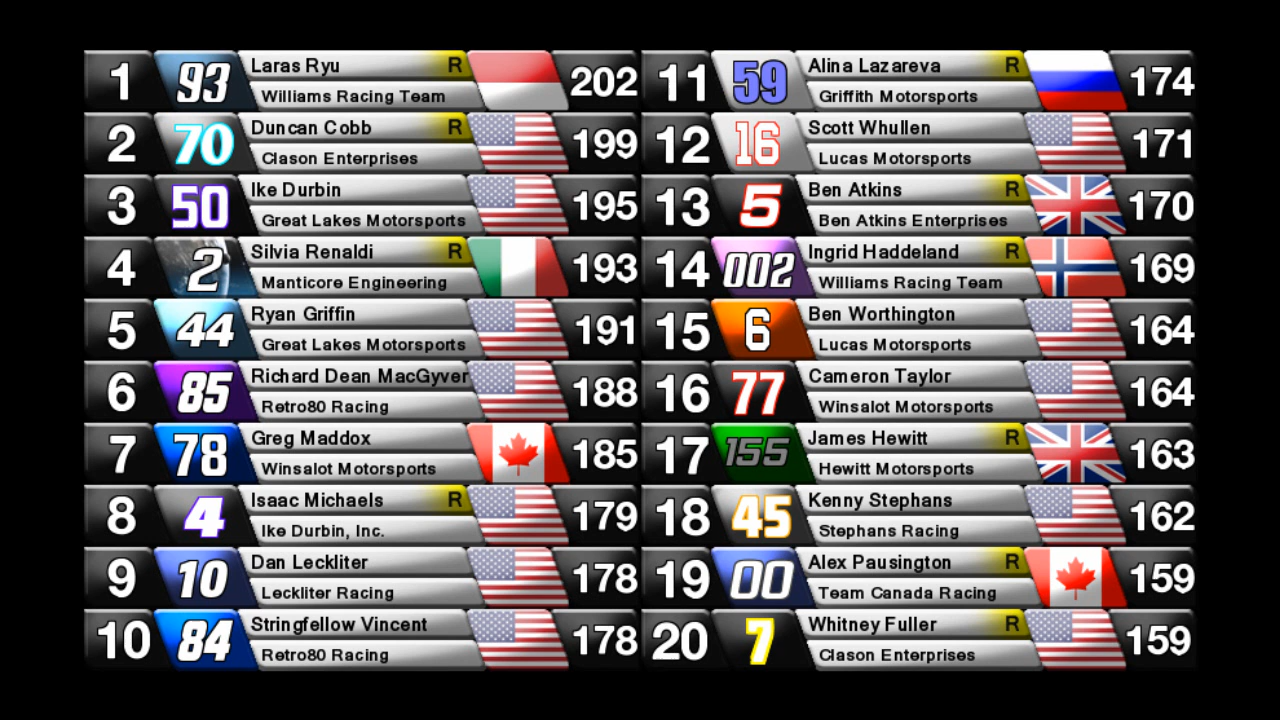 1 93 Laras Ryu R 202
Williams Racing Team
2 70 Duncan Cobb R 199
Clason Enterprises
3 50 Ike Durbin 195
Great Lakes Motorsports
4 2 Silvia Renaldi R 193
Manticore Engineering
5 44 Ryan Griffin 191
Great Lakes Motorsports
6 85 Richard Dean MacGyver 188
Retro80 Racing
7 78 Greg Maddox 185
Winsalot Motorsports
8 4 Isaac Michaels R 179
Ike Durbin, Inc.
9 10 Dan Leckliter 178
Leckliter Racing
10 84 Stringfellow Vincent 178
Retro80 Racing
11 59 Alina Lazareva R 174
Griffith Motorsports
12 16 Scott Whullen 171
Lucas Motorsports
13 5 Ben Atkins R 170
Ben Atkins Enterprises
14 002 Ingrid Haddeland R 169
Williams Racing Team
15 6 Ben Worthington 164
Lucas Motorsports
16 77 Cameron Taylor 164
Winsalot Motorsports
17 155 James Hewitt R 163
Hewitt Motorsports
18 45 Kenny Stephans 162
Stephans Racing
19 00 Alex Pausington R 159
Team Canada Racing
20 7 Whitney Fuller R 159
Clason Enterprises